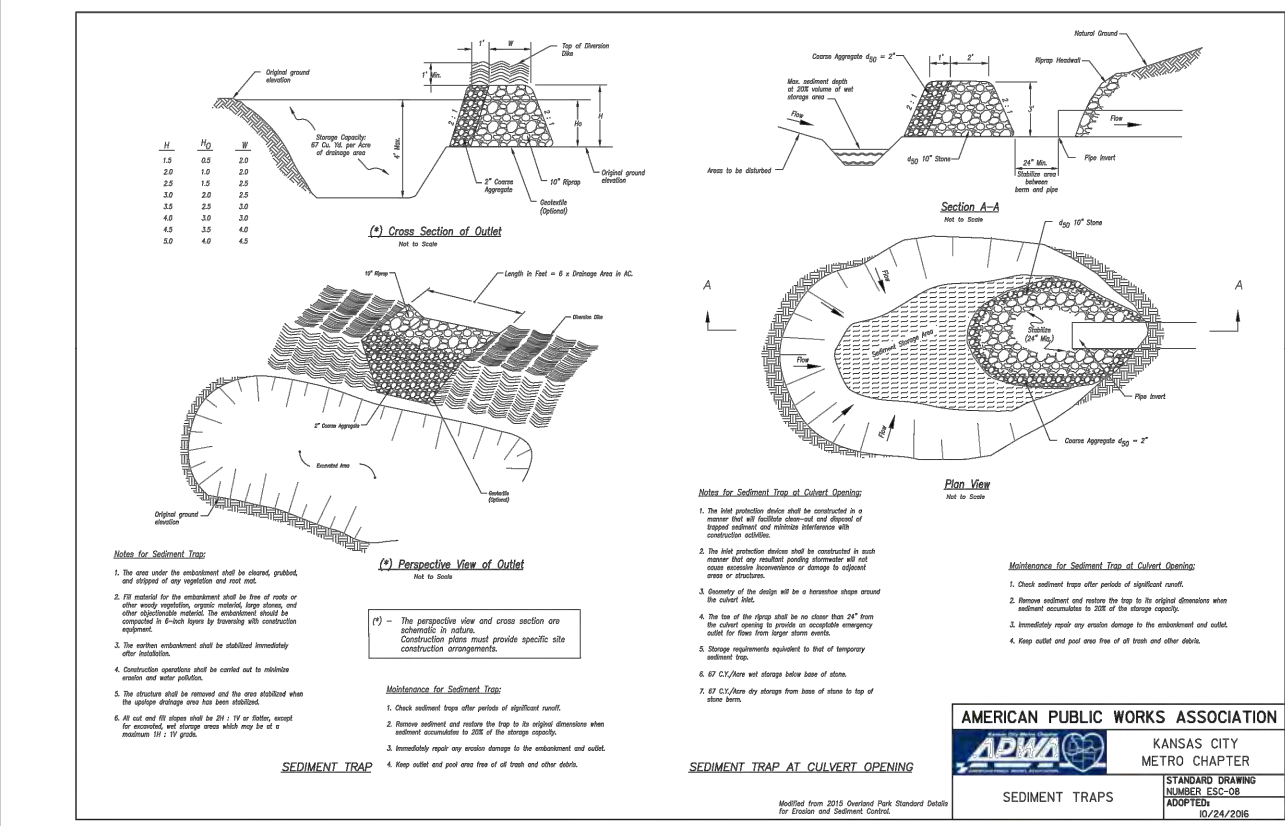 1'
W
Top of Diversion
Dike
1' Min.
Original ground
elevation
2 : 1
2 : 1
Storage Capacity:
67 Cu. Yd. per Acre
of drainage area
4' Max.
Ho
H
2" Coarse
Aggregate
10" Riprap
Original ground
elevation
Geotextile
(Optional)
H HO W
1.5 0.5 2.0
2.0 1.0 2.0
2.5 1.5 2.5
3.0 2.0 2.5
3.5 2.5 3.0
4.0 3.0 3.0
4.5 3.5 4.0
5.0 4.0 4.5
(*) Cross Section of Outlet
Not to Scale
10" Riprap
Length in Feet = 6 x Drainage Area in AC.
Diversion Dike
2" Coarse Aggregate
Excavated Area
Geotextile
(Optional)
Original ground
elevation
(*) Perspective View of Outlet
Not to Scale
Notes for Sediment Trap:
1. The area under the embankment shall be cleared, grubbed,
and stripped of any vegetation and root mat.
2. Fill material for the embankment shall be free of roots or
other woody vegetation, organic material, large stones, and
other objectionable material. The embankment should be
compacted in 6-inch layers by traversing with construction
equipment.
3. The earthen embankment shall be stabilized immediately
after installation.
4. Construction operations shall be carried out to minimize
erosion and water pollution.
5. The structure shall be removed and the area stabilized when
the upslope drainage area has been stabilized.
6. All cut and fill slopes shall be 2H : 1V or flatter, except
for excavated, wet storage areas which may be at a
maximum 1H : 1V grade.
(*) – The perspective view and cross section are
schematic in nature.
Construction plans must provide specific site
construction arrangements.
Maintenance for Sediment Trap:
1. Check sediment traps after periods of significant runoff.
2. Remove sediment and restore the trap to its original dimensions when
sediment accumulates to 20% of the storage capacity.
3. Immediately repair any erosion damage to the embankment and outlet.
4. Keep outlet and pool area free of all trash and other debris.
SEDIMENT TRAP
Natural Ground
Coarse Aggregate d50 = 2"
1'
2'
Riprap Headwall
Max. sediment depth
at 20% volume of wet
storage area
2 : 1
2 : 1
3'
Flow
Flow
Areas to be disturbed
d50 10" Stone
24" Min.
Stabilize area
between
berm and pipe
Pipe Invert
Section A-A
Not to Scale
d50 10" Stone
A
A
Flow
Sediment Storage Area
Stabilize
(24" Min.)
Flow
Flow
Pipe Invert
Coarse Aggregate d50 = 2"
Plan View
Not to Scale
Notes for Sediment Trap at Culvert Opening:
1. The inlet protection device shall be constructed in a
manner that will facilitate clean-out and disposal of
trapped sediment and minimize interference with
construction activities.
2. The inlet protection devices shall be constructed in such
manner that any resultant ponding stormwater will not
cause excessive inconvenience or damage to adjacent
areas or structures.
3. Geometry of the design will be a horseshoe shape around
the culvert inlet.
4. The toe of the riprap shall be no closer than 24" from
the culvert opening to provide an acceptable emergency
outlet for flows from larger storm events.
5. Storage requirements equivalent to that of temporary
sediment trap.
6. 67 C.Y./Acre wet storage below base of stone.
7. 67 C.Y./Acre dry storage from base of stone to top of
stone berm.
Maintenance for Sediment Trap at Culvert Opening:
1. Check sediment traps after periods of significant runoff.
2. Remove sediment and restore the trap to its original dimensions when
sediment accumulates to 20% of the storage capacity.
3. Immediately repair any erosion damage to the embankment and outlet.
4. Keep outlet and pool area free of all trash and other debris.
SEDIMENT TRAP AT CULVERT OPENING
Modified from 2015 Overland Park Standard Details
for Erosion and Sediment Control.
AMERICAN PUBLIC WORKS ASSOCIATION
Kansas City Metro Chapter
APWA
AMERICAN PUBLIC WORKS ASSOCIATION
KANSAS CITY
METRO CHAPTER
SEDIMENT TRAPS
STANDARD DRAWING
NUMBER ESC-08
ADOPTED:
10/24/2016